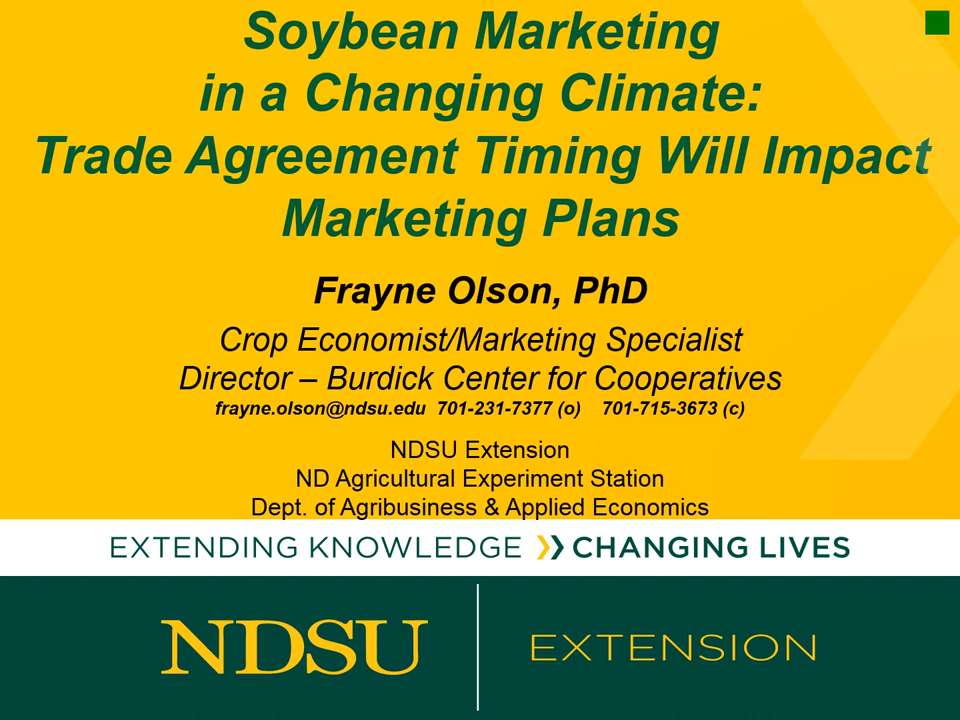 Soybean Marketing
in a Changing Climate:
Trade Agreement Timing Will Impact
Marketing Plans
Frayne Olson, PhD
Crop Economist/Marketing Specialist
Director – Burdick Center for Cooperatives
frayne.olson@ndsu.edu 701-231-7377 (o) 701-715-3673 (c)
NDSU Extension
ND Agricultural Experiment Station
Dept. of Agribusiness & Applied Economics
EXTENDING KNOWLEDGE CHANGING LIVES
NDSU EXTENSION